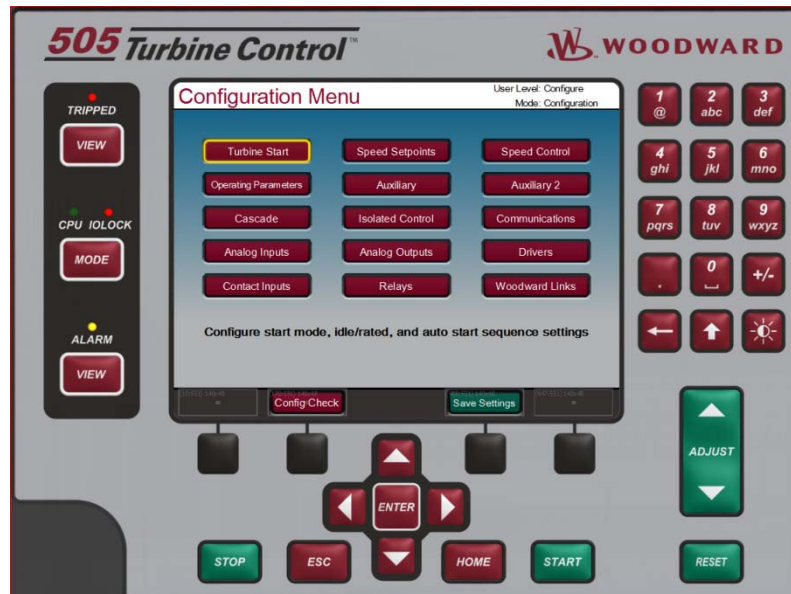 505 Turbine Control™
WOODWARD
TRIPPED
VIEW
CPU IOLOCK
MODE
ALARM
VIEW
Configuration Menu
User Level: Configure
Mode: Configuration
Turbine Start Speed Setpoints Speed Control
Operating Parameters Auxiliary Auxiliary 2
Cascade Isolated Control Communications
Analog Inputs Analog Outputs Drivers
Contact Inputs Relays Woodward Links
Configure start mode, idle/rated, and auto start sequence settings
Config Check Save Settings
1 2 3
@ abc def
4 5 6
ghi jkl mno
7 8 9
pqrs tuv wxyz
. 0 +/-
ADJUST
ENTER
STOP ESC HOME START RESET